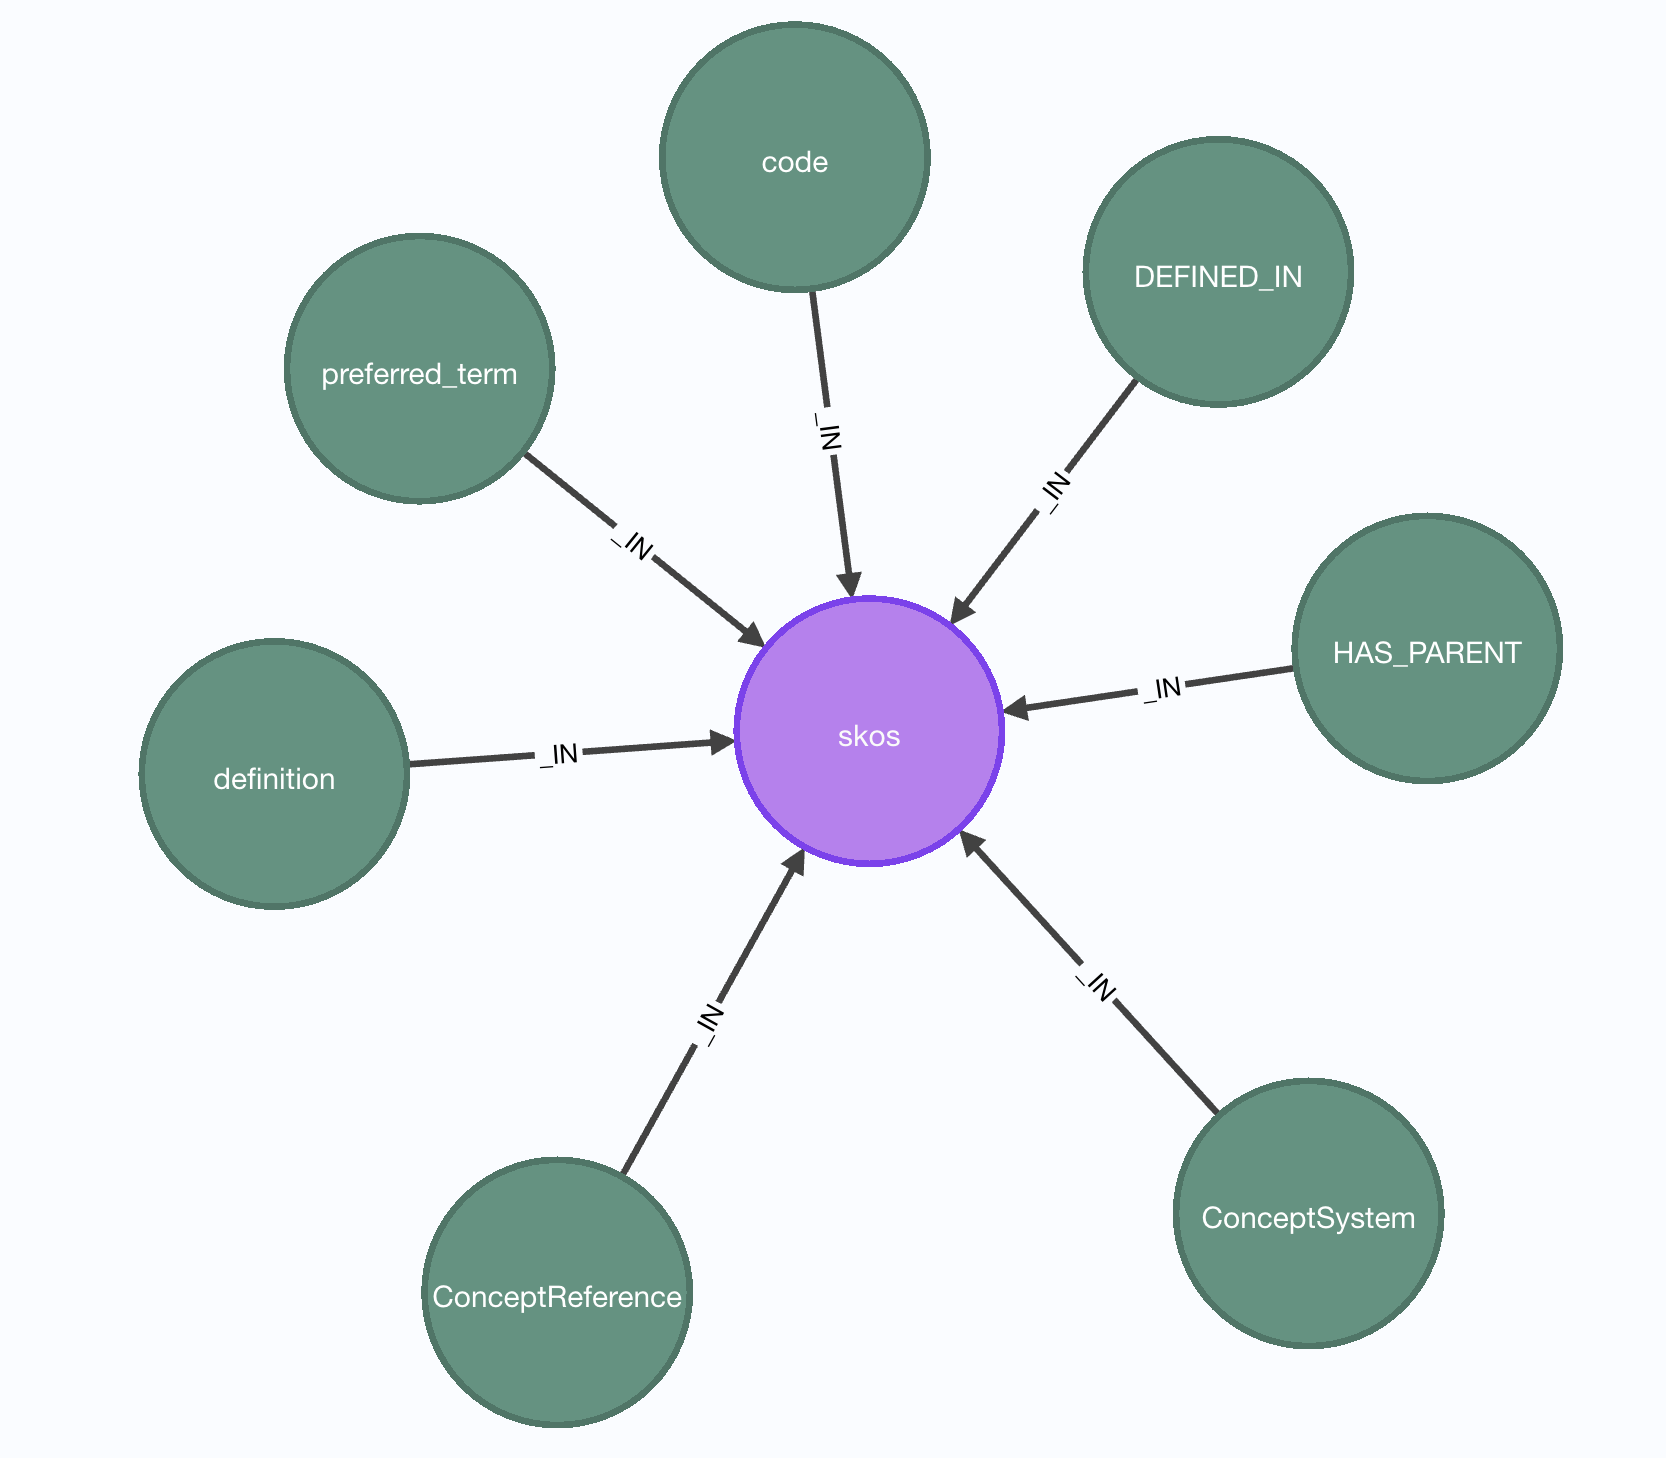 code
DEFINED_IN
preferred_term
_IN
_IN
_IN
HAS_PARENT
_IN
skos
_IN
definition
_IN
_IN
ConceptSystem
ConceptReference